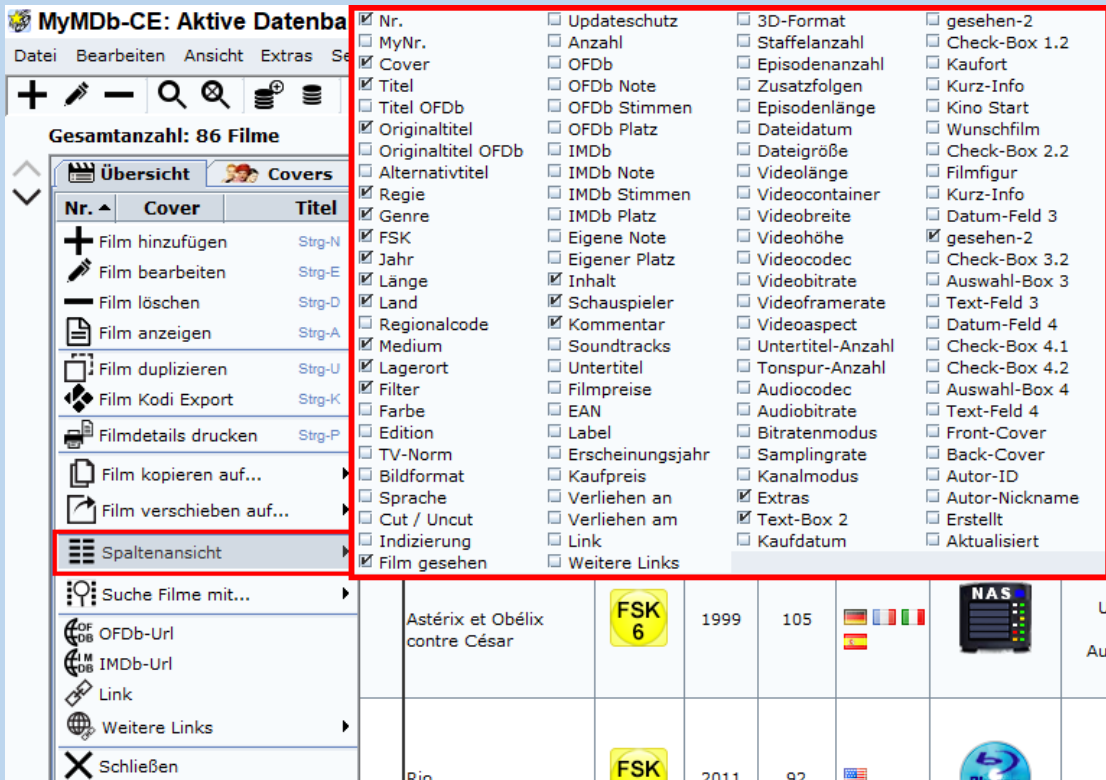 MyMDb-CE: Aktive Datenba
Datei Bearbeiten Ansicht Extras Se
Gesamtanzahl: 86 Filme
Übersicht Covers
Nr. Cover Titel
Film hinzufügen Strg-N
Film bearbeiten Strg-E
Film löschen Strg-D
Film anzeigen Strg-A
Film duplizieren Strg-U
Film Kodi Export Strg-K
Filmdetails drucken Strg-P
Film kopieren auf...
Film verschieben auf...
Spaltenansicht
Suche Filme mit...
OF DB OFDb-Url
IM DB IMDb-Url
Link
Weitere Links
Schließen
Nr.
MyNr.
Cover
Titel
Titel OFDb
Originaltitel
Originaltitel OFDb
Alternativtitel
Regie
Genre
FSK
Jahr
Länge
Land
Regionalcode
Medium
Lagerort
Filter
Farbe
Edition
TV-Norm
Bildformat
Sprache
Cut / Uncut
Indizierung
Film gesehen
Updateschutz
Anzahl
OFDb
OFDb Note
OFDb Stimmen
OFDb Platz
IMDb
IMDb Note
IMDb Stimmen
IMDb Platz
Eigene Note
Eigener Platz
Inhalt
Schauspieler
Kommentar
Soundtracks
Untertitel
Filmpreise
EAN
Label
Erscheinungsjahr
Kaufpreis
Verliehen an
Verliehen am
Link
Weitere Links
3D-Format
Staffelanzahl
Episodenanzahl
Zusatzfolgen
Episodenlänge
Dateidatum
Dateigröße
Videolänge
Videocontainer
Videobreite
Videohöhe
Videocodec
Videobitrate
Videoframerate
Videoaspect
Untertitel-Anzahl
Tonspur-Anzahl
Audiocodec
Audiobitrate
Bitratenmodus
Samplingrate
Kanalmodus
Extras
Text-Box 2
Kaufdatum
gesehen-2
Check-Box 1.2
Kaufort
Kurz-Info
Kino Start
Wunschfilm
Check-Box 2.2
Filmfigur
Kurz-Info
Datum-Feld 3
gesehen-2
Check-Box 3.2
Auswahl-Box 3
Text-Feld 3
Datum-Feld 4
Check-Box 4.1
Check-Box 4.2
Auswahl-Box 4
Text-Feld 4
Front-Cover
Back-Cover
Autor-ID
Autor-Nickname
Erstellt
Aktualisiert
Astérix et Obélix
contre César
FSK
6
1999
105
NAS
U
Au
Rio
FSK
2011
92